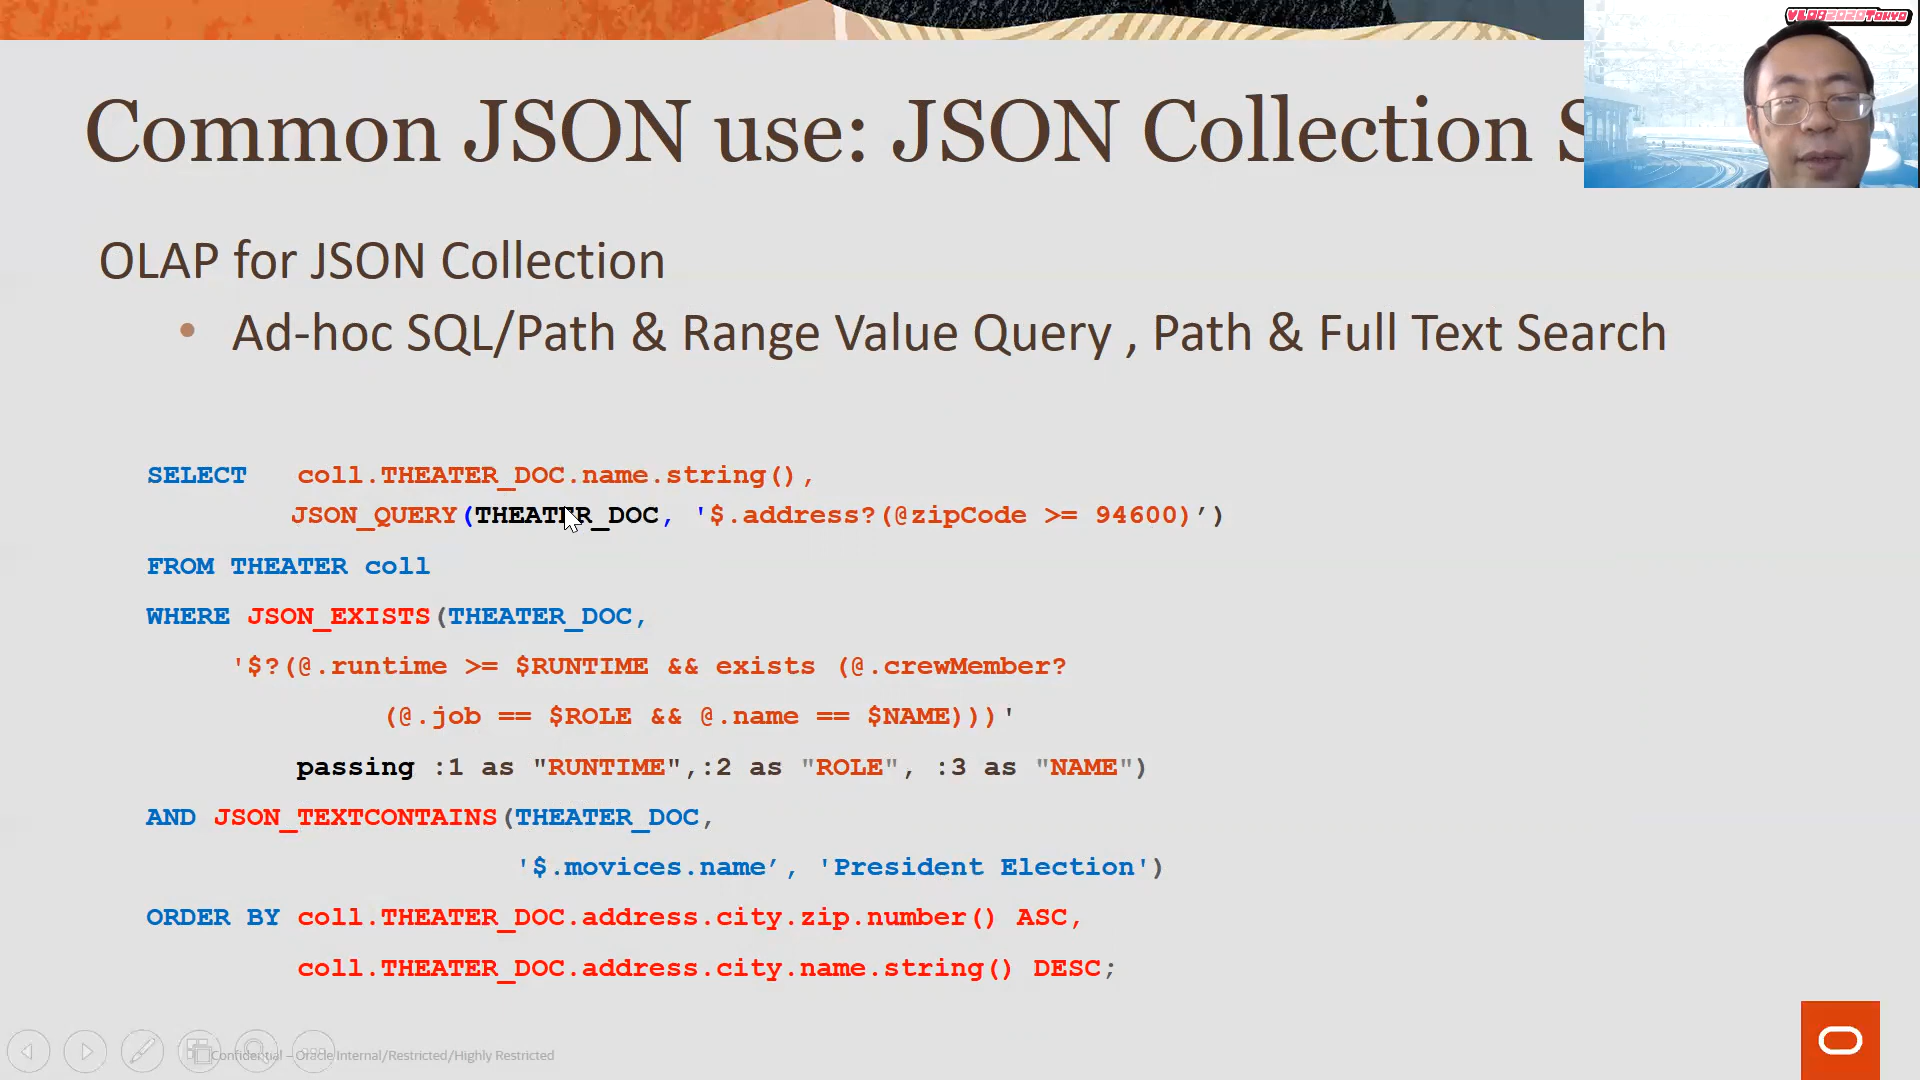 VLDB2020Tokyo
Common JSON use: JSON Collection S
OLAP for JSON Collection
• Ad-hoc SQL/Path & Range Value Query , Path & Full Text Search
SELECT coll.THEATER_DOC.name.string(),
JSON_QUERY(THEATER_DOC, '$.address?(@zipCode >= 94600)’)
FROM THEATER coll
WHERE JSON_EXISTS(THEATER_DOC,
'$?(@.runtime >= $RUNTIME && exists (@.crewMember?
(@.job == $ROLE && @.name == $NAME)))'
passing :1 as "RUNTIME",:2 as "ROLE", :3 as "NAME")
AND JSON_TEXTCONTAINS(THEATER_DOC,
'$.movices.name’, 'President Election')
ORDER BY coll.THEATER_DOC.address.city.zip.number() ASC,
coll.THEATER_DOC.address.city.name.string() DESC;
Confidential – Oracle Internal/Restricted/Highly Restricted